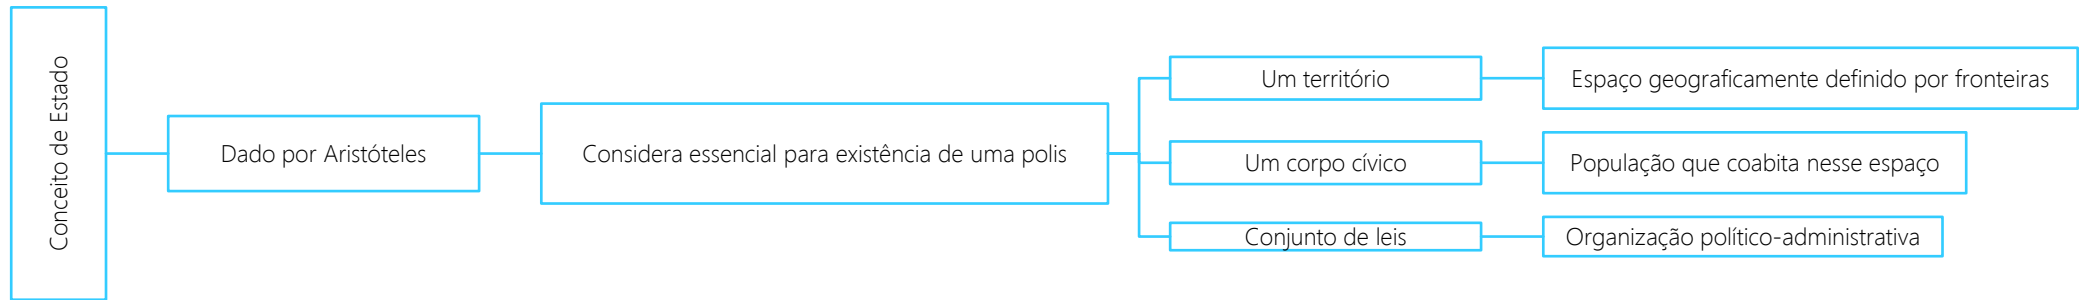 Conceito de Estado
Dado por Aristóteles
Considera essencial para existência de uma polis
Um território
Espaço geograficamente definido por fronteiras
Um corpo cívico
População que coabita nesse espaço
Conjunto de leis
Organização político-administrativa